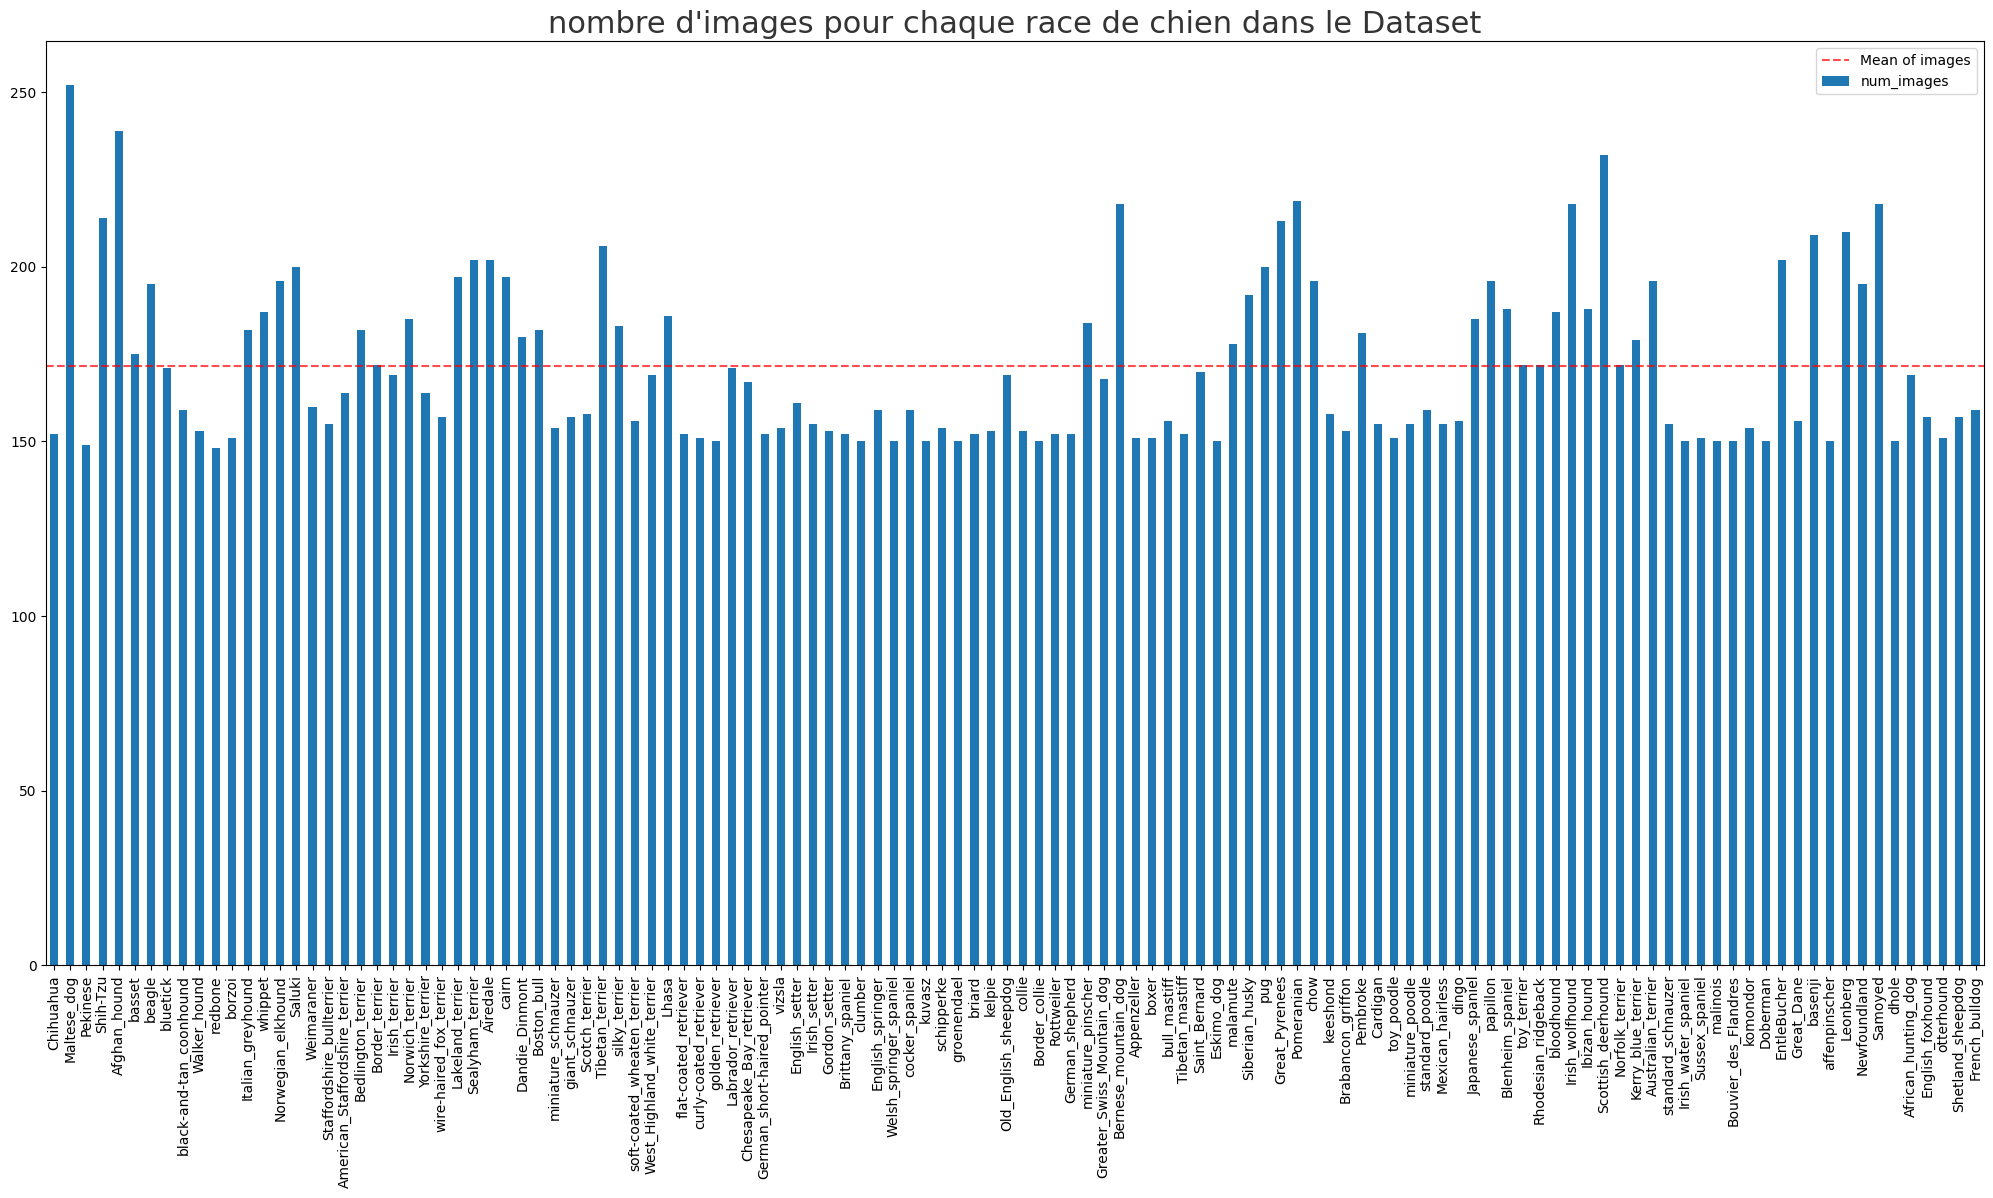 nombre d'images pour chaque race de chien dans le Dataset
Mean of images
num_images
250
200
150
100
50
0
Chihuahua
Maltese_dog
Pekinese
Shih-Tzu
Afghan_hound
basset
beagle
bluetick
black-and-tan_coonhound
Walker_hound
redbone
borzoi
Italian_greyhound
whippet
Norwegian_elkhound
Saluki
Weimaraner
Staffordshire_bullterrier
American_Staffordshire_terrier
Bedlington_terrier
Border_terrier
Irish_terrier
Norwich_terrier
Yorkshire_terrier
wire-haired_fox_terrier
Lakeland_terrier
Sealyham_terrier
Airedale
cairn
Dandie_Dinmont
Boston_bull
miniature_schnauzer
giant_schnauzer
Scotch_terrier
Tibetan_terrier
silky_terrier
soft-coated_wheaten_terrier
West_Highland_white_terrier
Lhasa
flat-coated_retriever
curly-coated_retriever
golden_retriever
Labrador_retriever
Chesapeake_Bay_retriever
German_short-haired_pointer
vizsla
English_setter
Irish_setter
Gordon_setter
Brittany_spaniel
clumber
English_springer
Welsh_springer_spaniel
cocker_spaniel
kuvasz
schipperke
groenendael
briard
kelpie
Old_English_sheepdog
collie
Border_collie
Rottweiler
German_shepherd
miniature_pinscher
Greater_Swiss_Mountain_dog
Bernese_mountain_dog
Appenzeller
boxer
bull_mastiff
Tibetan_mastiff
Saint_Bernard
Eskimo_dog
malamute
Siberian_husky
pug
Great_Pyrenees
Pomeranian
chow
keeshond
Brabancon_griffon
Pembroke
Cardigan
toy_poodle
miniature_poodle
standard_poodle
Mexican_hairless
dingo
Japanese_spaniel
papillon
Blenheim_spaniel
toy_terrier
Rhodesian_ridgeback
bloodhound
Irish_wolfhound
Ibizan_hound
Scottish_deerhound
Norfolk_terrier
Kerry_blue_terrier
Australian_terrier
standard_schnauzer
Irish_water_spaniel
Sussex_spaniel
malinois
Bouvier_des_Flandres
komondor
Doberman
EntleBucher
Great_Dane
basenji
affenpinscher
Leonberg
Newfoundland
Samoyed
dhole
African_hunting_dog
English_foxhound
otterhound
Shetland_sheepdog
French_bulldog